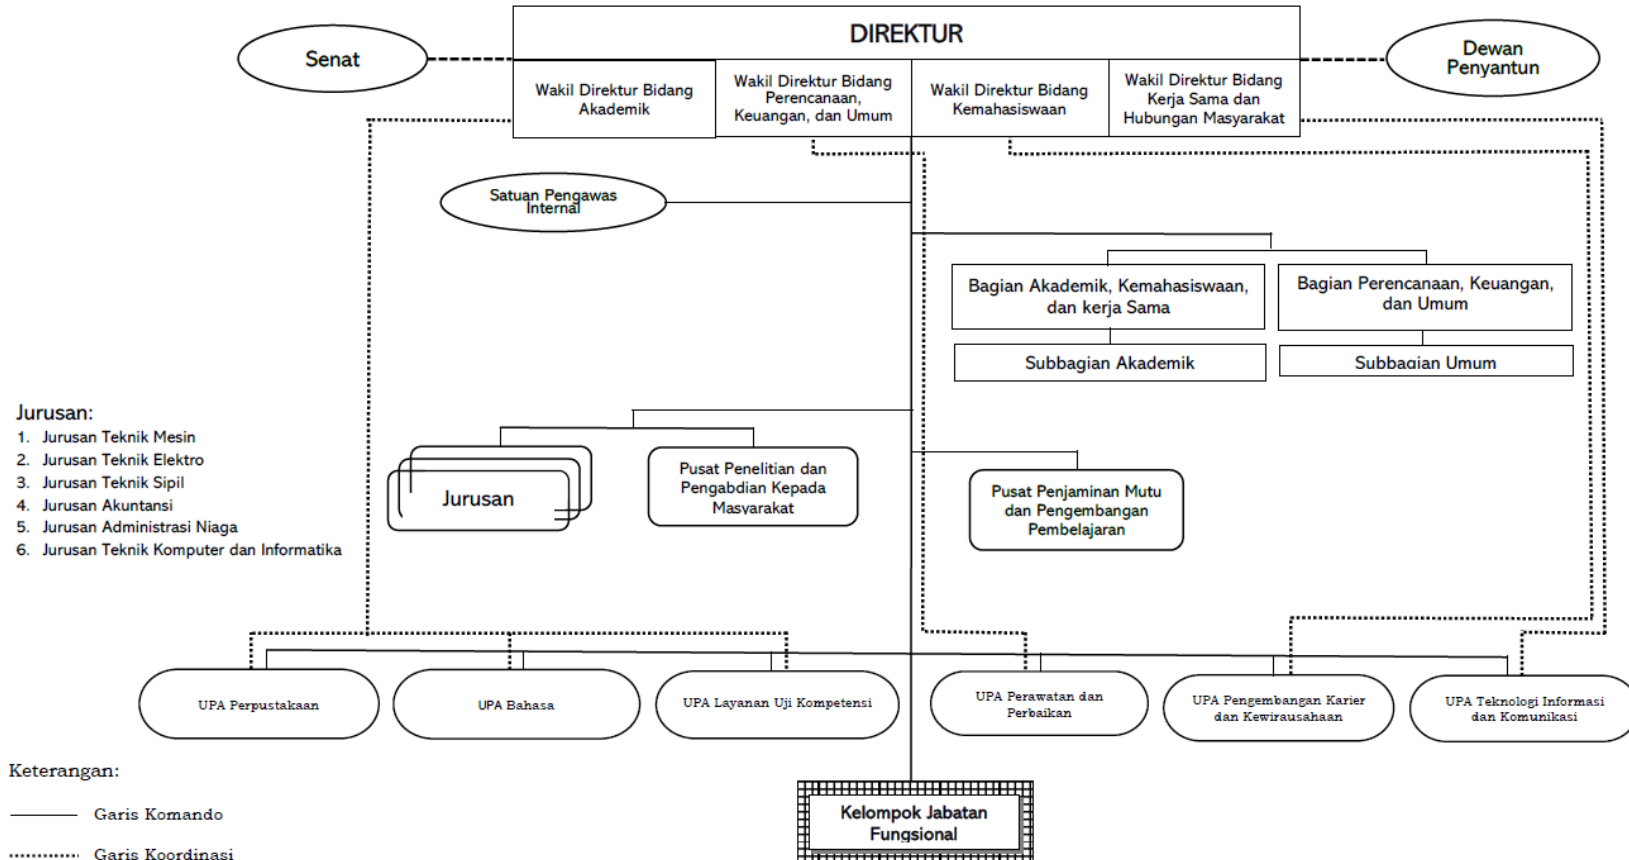 DIREKTUR
Senat
Dewan
Penyantun
Wakil Direktur Bidang
Akademik
Wakil Direktur Bidang
Perencanaan,
Keuangan, dan Umum
Wakil Direktur Bidang
Kemahasiswaan
Wakil Direktur Bidang
Kerja Sama dan
Hubungan Masyarakat
Satuan Pengawas
Internal
Bagian Akademik, Kemahasiswaan,
dan kerja Sama
Bagian Perencanaan, Keuangan,
dan Umum
Subbagian Akademik
Subbagian Umum
Jurusan:
1. Jurusan Teknik Mesin
2. Jurusan Teknik Elektro
3. Jurusan Teknik Sipil
4. Jurusan Akuntansi
5. Jurusan Administrasi Niaga
6. Jurusan Teknik Komputer dan Informatika
Jurusan
Pusat Penelitian dan
Pengabdian Kepada
Masyarakat
Pusat Penjaminan Mutu
dan Pengembangan
Pembelajaran
UPA Perpustakaan
UPA Bahasa
UPA Layanan Uji Kompetensi
UPA Perawatan dan
Perbaikan
UPA Pengembangan Karier
dan Kewirausahaan
UPA Teknologi Informasi
dan Komunikasi
Keterangan:
Garis Komando
Garis Koordinasi
Kelompok Jabatan
Fungsional